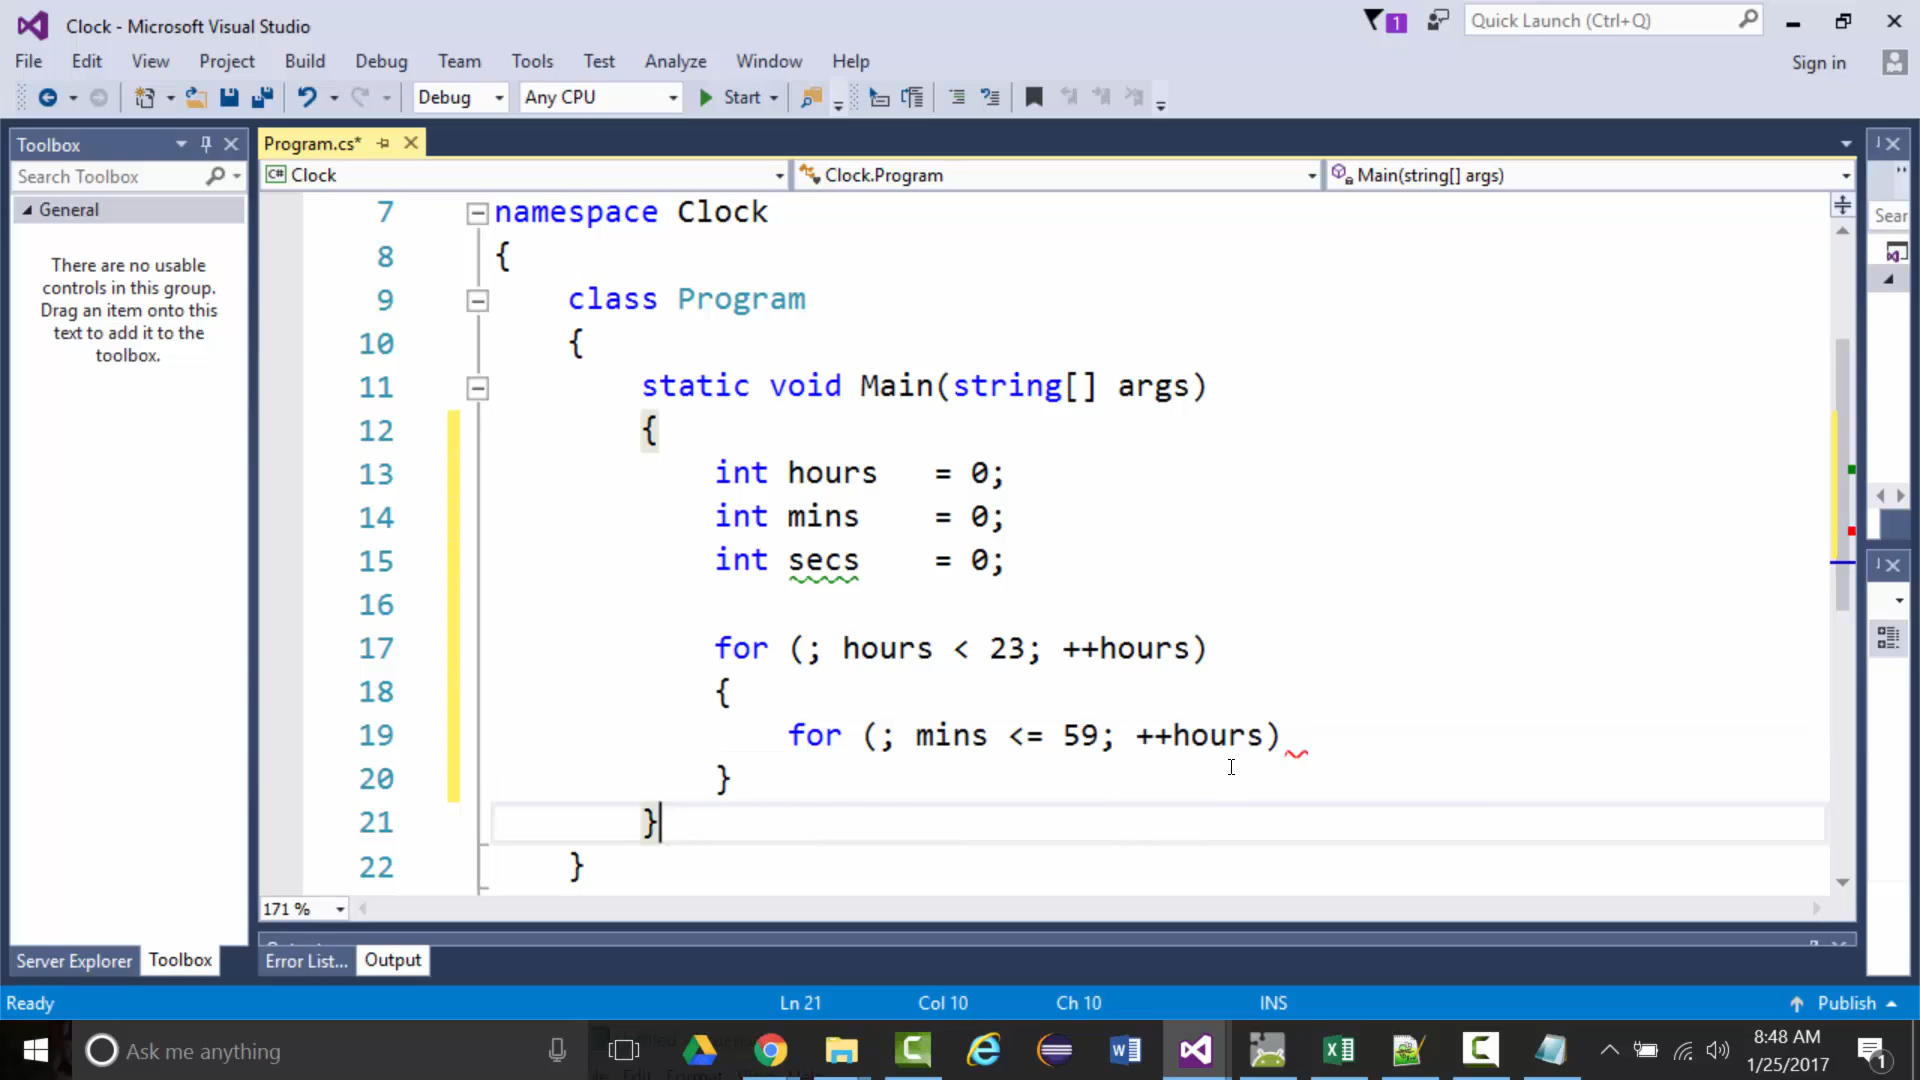 Clock - Microsoft Visual Studio
1
Quick Launch (Ctrl+Q)
File Edit View Project Build Debug Team Tools Test Analyze Window Help
Sign in
Debug Any CPU Start
Toolbox
Program.cs*
Search Toolbox
C# Clock
Clock.Program
Main(string[] args)
General
There are no usable
controls in this group.
Drag an item onto this
text to add it to the
toolbox.
Sear
7 namespace Clock
8 {
9 class Program
10 {
11 static void Main(string[] args)
12 {
13 int hours = 0;
14 int mins = 0;
15 int secs = 0;
16
17 for (; hours < 23; ++hours)
18 {
19 for (; mins <= 59; ++hours)
20 }
21 }
22 }
171 %
Server Explorer Toolbox
Error List... Output
Ready
Ln 21
Col 10
Ch 10
INS
Publish
Ask me anything
8:48 AM
1/25/2017
1